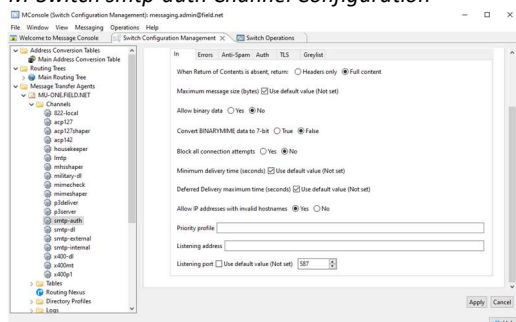 M-Switch smtp-auth Channel Configuration
MConsole (Switch Configuration Management): messaging.admin@field.net
File Window View Messaging Operations Help
Welcome to Message Console Switch Configuration Management Switch Operations
Address Conversion Tables
Main Address Conversion Table
Routing Trees
Main Routing Tree
Message Transfer Agents
MU-ONE.FIELD.NET
Channels
822-local
acp127
acp127shaper
acp142
housekeeper
lmtp
mhsshaper
military-dl
mimecheck
mimeshaper
p3deliver
p3server
smtp-auth
smtp-dl
smtp-external
smtp-internal
x400-dl
x400mt
x400p1
Tables
Routing Nexus
Directory Profiles
Logs
In Errors Anti-Spam Auth TLS Greylist
When Return of Contents is absent, return: Headers only Full content
Maximum message size (bytes) Use default value (Not set)
Allow binary data Yes No
Convert BINARYMIME data to 7-bit True False
Block all connection attempts Yes No
Minimum delivery time (seconds) Use default value (Not set)
Deferred Delivery maximum time (seconds) Use default value (Not set)
Allow IP addresses with invalid hostnames Yes No
Priority profile
Listening address
Listening port Use default value (Not set) 587
Apply Cancel